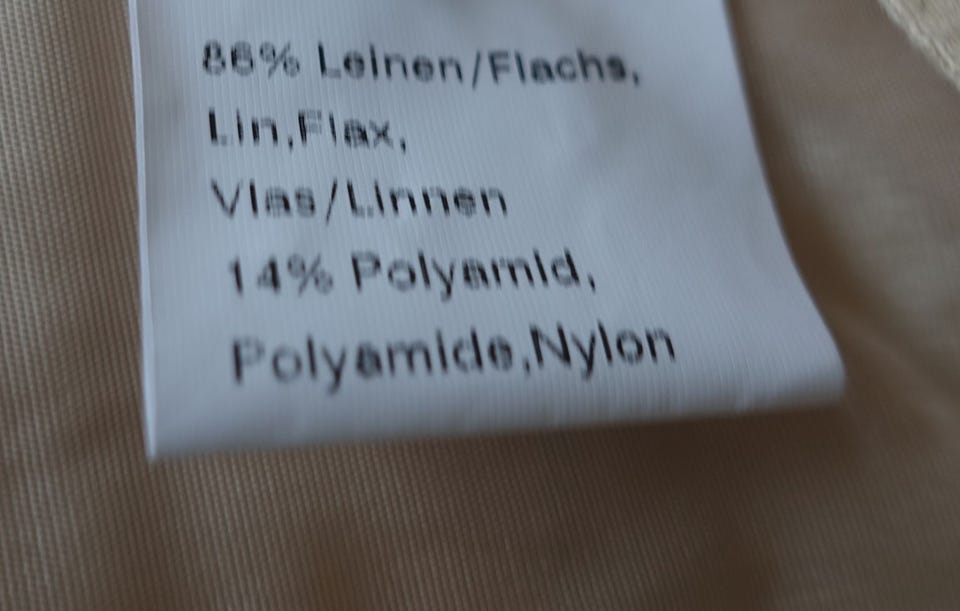 86% Leinen/Flachs,
Lin,Flax,
Vlas/Linnen
14% Polyamid,
Polyamide,Nylon